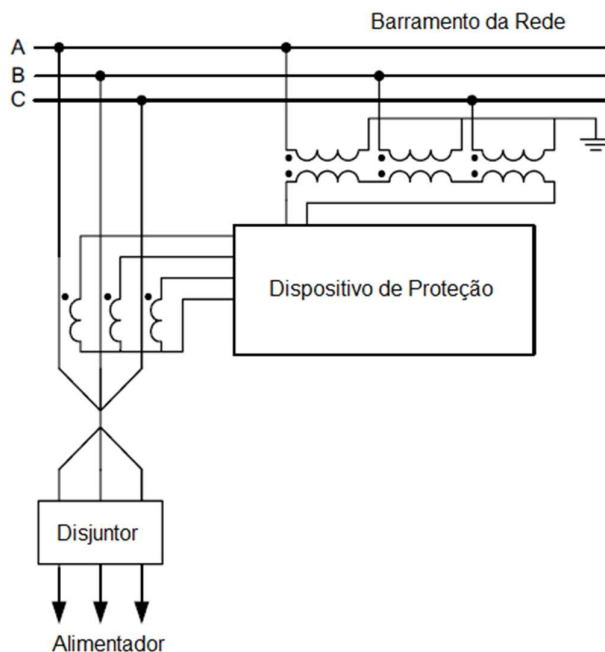 Barramento da Rede
A
B
C
Dispositivo de Proteção
Disjuntor
Alimentador